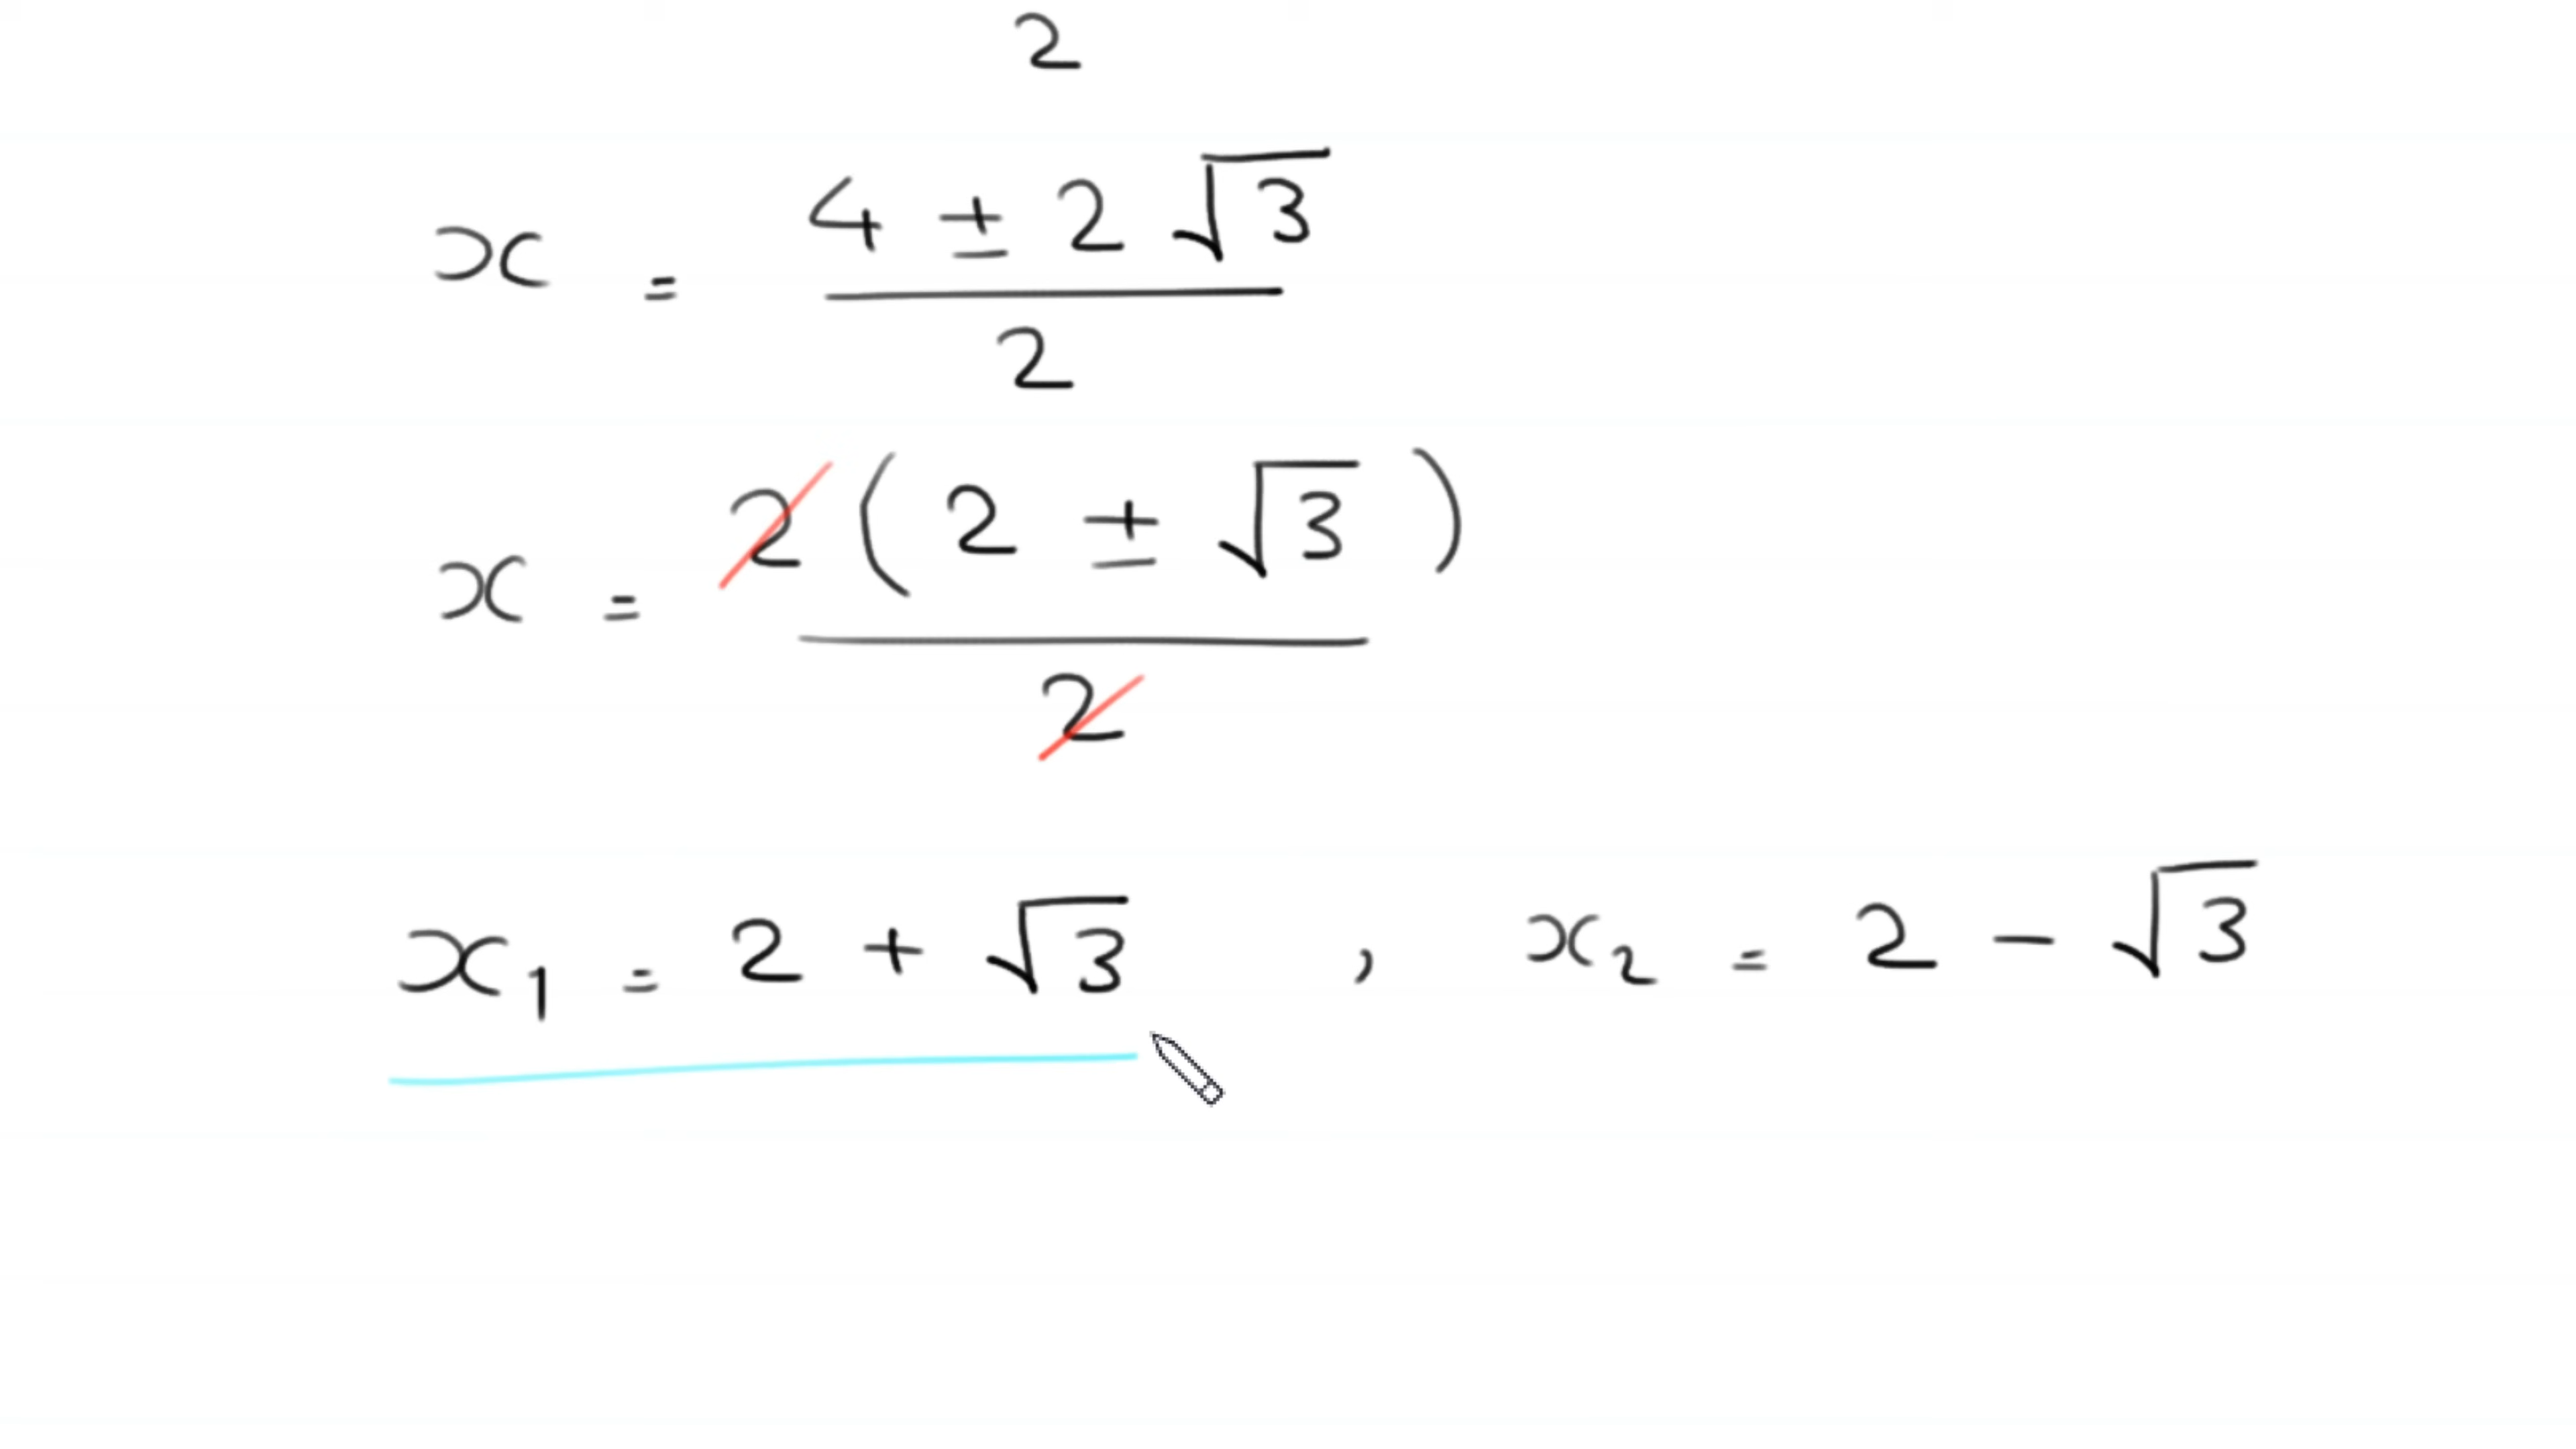 2
x = 4 ± 2√3
2
x = 2(2 ± √3)
2
x₁ = 2 + √3 , x₂ = 2 − √3